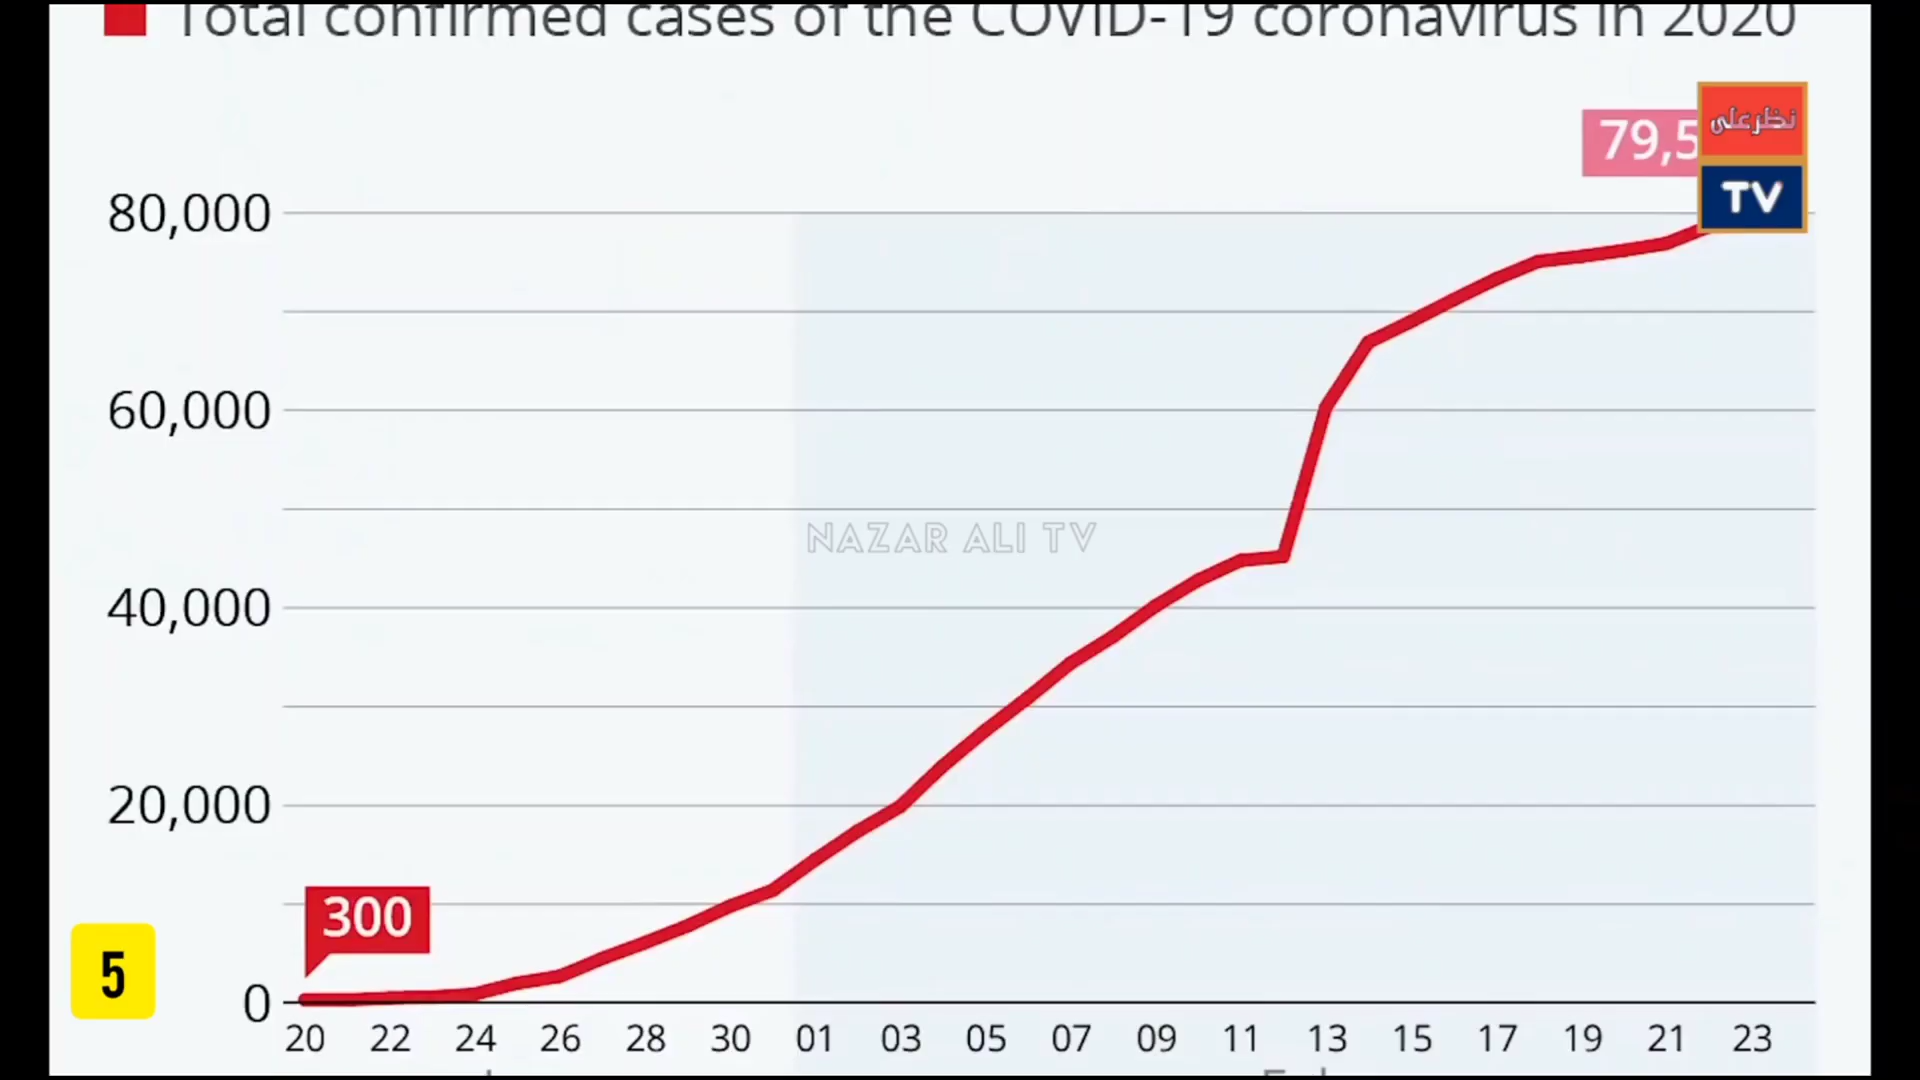 Total confirmed cases of the COVID-19 coronavirus in 2020
79,5
نظر علی
TV
80,000
60,000
NAZAR ALI TV
40,000
20,000
300
5
0
20 22 24 26 28 30 01 03 05 07 09 11 13 15 17 19 21 23